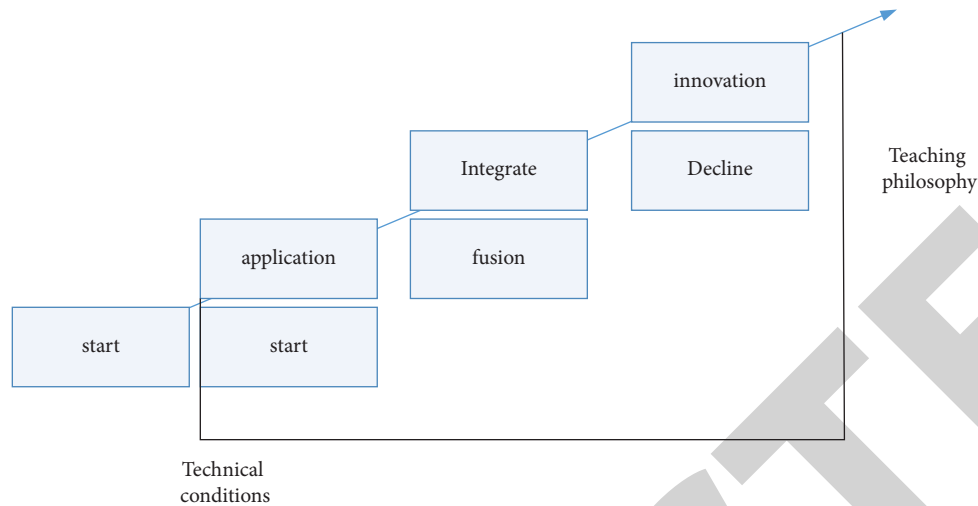 innovation
Integrate
Decline
Teaching
philosophy
application
fusion
start
start
Technical
conditions